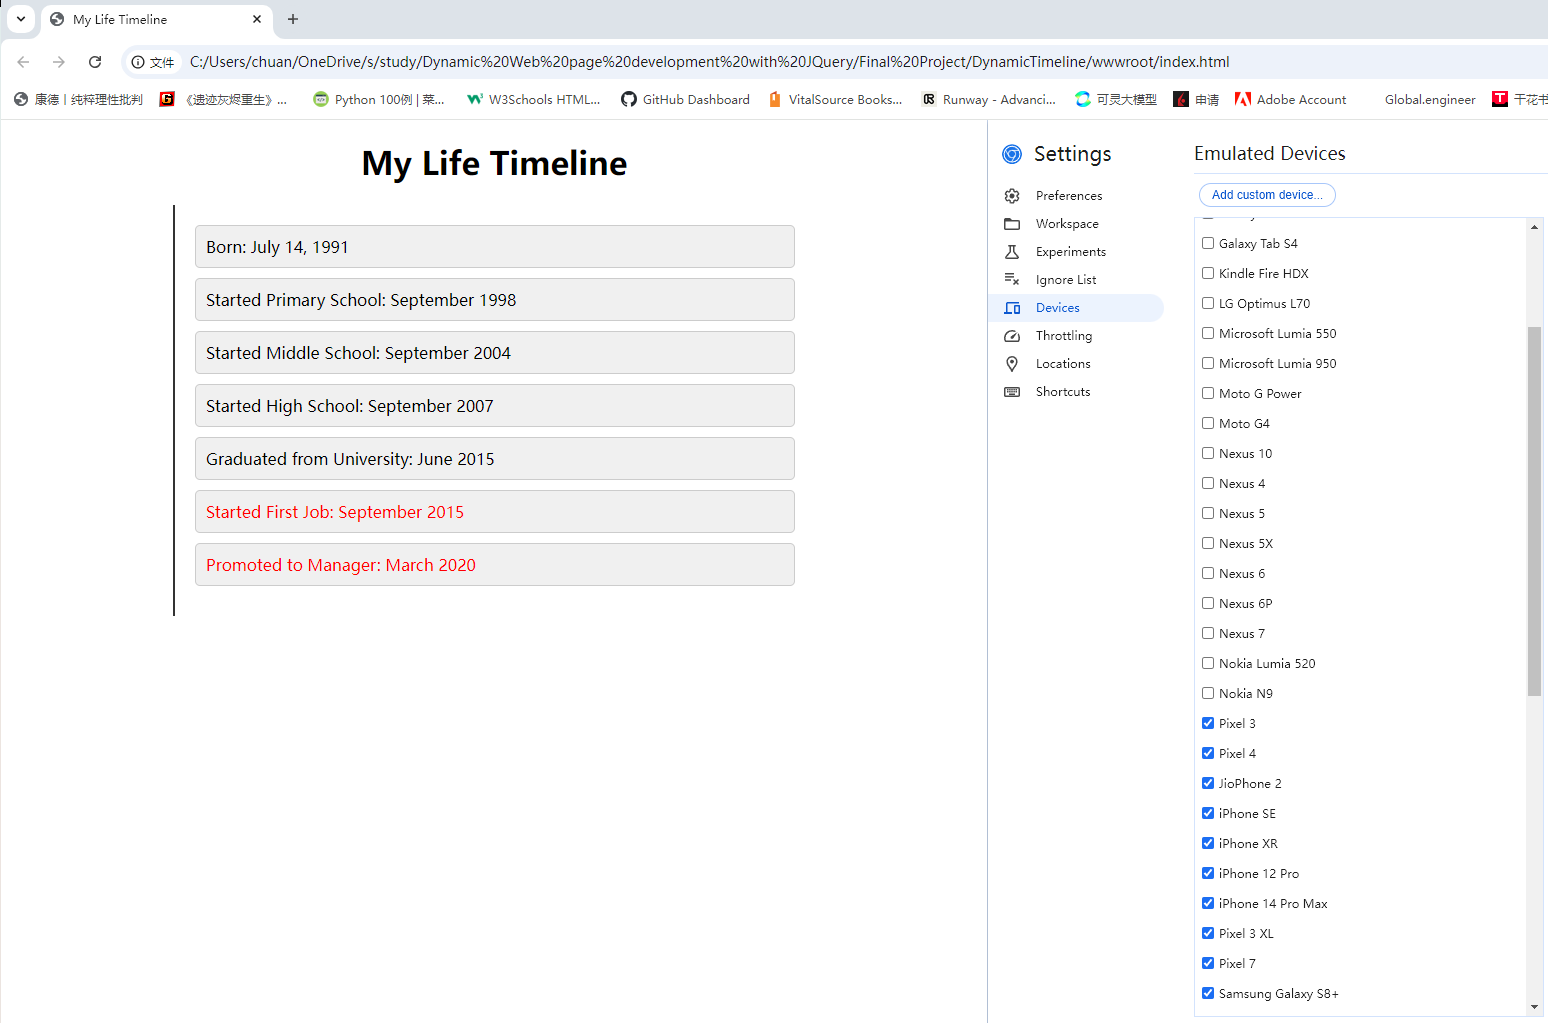 My Life Timeline
文件 C:/Users/chuan/OneDrive/s/study/Dynamic%20Web%20page%20development%20with%20JQuery/Final%20Project/DynamicTimeline/wwwroot/index.html
康德丨纯粹理性批判 《遗迹灰烬重生》... Python 100例 | 菜... W3Schools HTML... GitHub Dashboard VitalSource Books... Runway - Advanci... 可灵大模型 申请 Adobe Account Global.engineer 千花书
My Life Timeline
Born: July 14, 1991
Started Primary School: September 1998
Started Middle School: September 2004
Started High School: September 2007
Graduated from University: June 2015
Started First Job: September 2015
Promoted to Manager: March 2020
Settings
Preferences
Workspace
Experiments
Ignore List
Devices
Throttling
Locations
Shortcuts
Emulated Devices
Add custom device...
Galaxy Tab S4
Kindle Fire HDX
LG Optimus L70
Microsoft Lumia 550
Microsoft Lumia 950
Moto G Power
Moto G4
Nexus 10
Nexus 4
Nexus 5
Nexus 5X
Nexus 6
Nexus 6P
Nexus 7
Nokia Lumia 520
Nokia N9
Pixel 3
Pixel 4
JioPhone 2
iPhone SE
iPhone XR
iPhone 12 Pro
iPhone 14 Pro Max
Pixel 3 XL
Pixel 7
Samsung Galaxy S8+